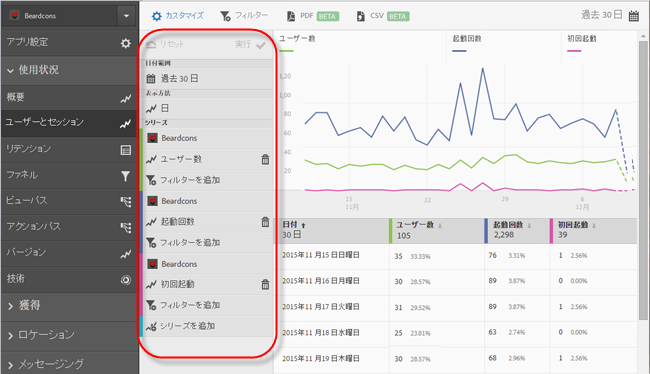 Beardcons
アプリ設定
使用状況
概要
ユーザーとセッション
リテンション
ファネル
ビューパス
アクションパス
バージョン
技術
獲得
ロケーション
メッセージング
カスタマイズ
フィルター
PDF BETA
CSV BETA
過去 30 日
リセット 実行
日付範囲
過去 30 日
表示方法
日
シリーズ
Beardcons
ユーザー数
フィルターを追加
Beardcons
起動回数
フィルターを追加
Beardcons
初回起動
フィルターを追加
シリーズを追加
ユーザー数 起動回数 初回起動
1,20
1,00
80
60
40
20
15 22 29 6
11月 12月
日付 ユーザー数 起動回数 初回起動
30 日 105 2,298 39
2015年11 月15 日日曜日 35 33.33% 76 3.31% 1 2.56%
2015年11 月16 日月曜日 30 28.57% 89 3.87% 0 0.00%
2015年11 月17 日火曜日 31 29.52% 89 3.87% 1 2.56%
2015年11 月18 日水曜日 25 23.81% 63 2.74% 0 0.00%
2015年11 月19 日木曜日 30 28.57% 68 2.96% 1 2.56%